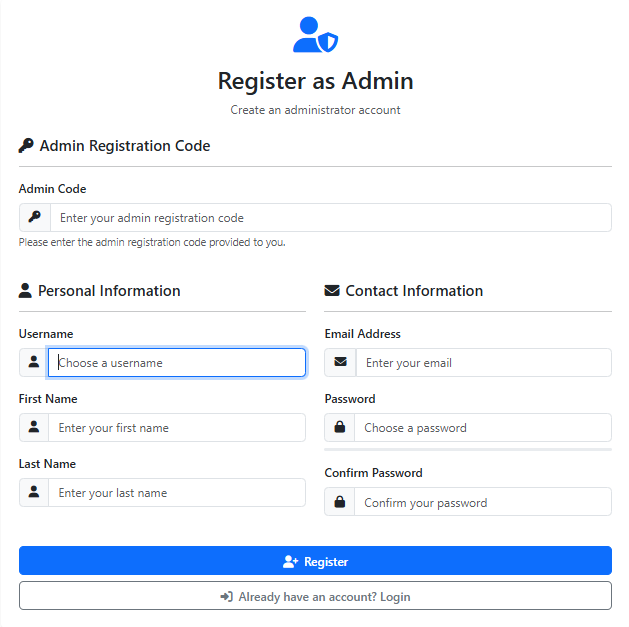 Register as Admin
Create an administrator account
Admin Registration Code
Admin Code
Enter your admin registration code
Please enter the admin registration code provided to you.
Personal Information
Username
Choose a username
First Name
Enter your first name
Last Name
Enter your last name
Contact Information
Email Address
Enter your email
Password
Choose a password
Confirm Password
Confirm your password
Register
Already have an account? Login